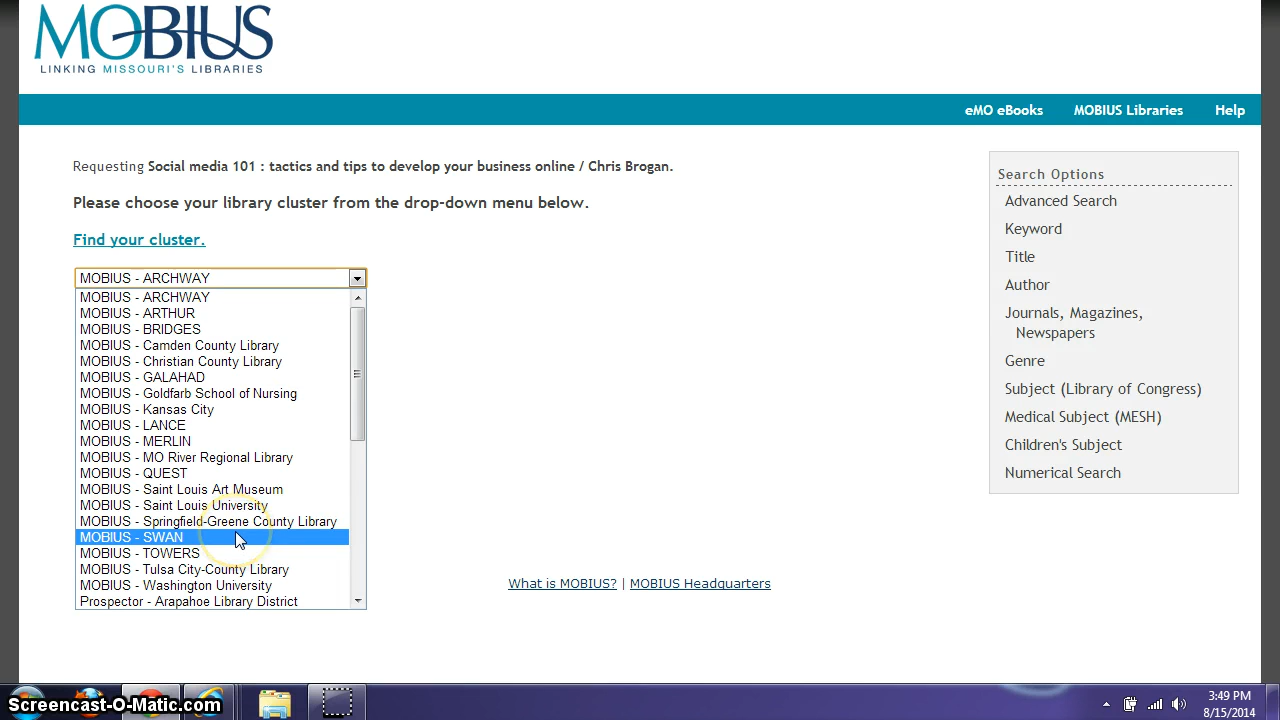 MOBIUS
LINKING MISSOURI'S LIBRARIES
eMO eBooks MOBIUS Libraries Help
Requesting Social media 101 : tactics and tips to develop your business online / Chris Brogan.
Please choose your library cluster from the drop-down menu below.
Find your cluster.
MOBIUS - ARCHWAY
MOBIUS - ARCHWAY
MOBIUS - ARTHUR
MOBIUS - BRIDGES
MOBIUS - Camden County Library
MOBIUS - Christian County Library
MOBIUS - GALAHAD
MOBIUS - Goldfarb School of Nursing
MOBIUS - Kansas City
MOBIUS - LANCE
MOBIUS - MERLIN
MOBIUS - MO River Regional Library
MOBIUS - QUEST
MOBIUS - Saint Louis Art Museum
MOBIUS - Saint Louis University
MOBIUS - Springfield-Greene County Library
MOBIUS - SWAN
MOBIUS - TOWERS
MOBIUS - Tulsa City-County Library
MOBIUS - Washington University
Prospector - Arapahoe Library District
Search Options
Advanced Search
Keyword
Title
Author
Journals, Magazines,
Newspapers
Genre
Subject (Library of Congress)
Medical Subject (MESH)
Children's Subject
Numerical Search
What is MOBIUS? | MOBIUS Headquarters
Screencast-O-Matic.com
3:49 PM
8/15/2014